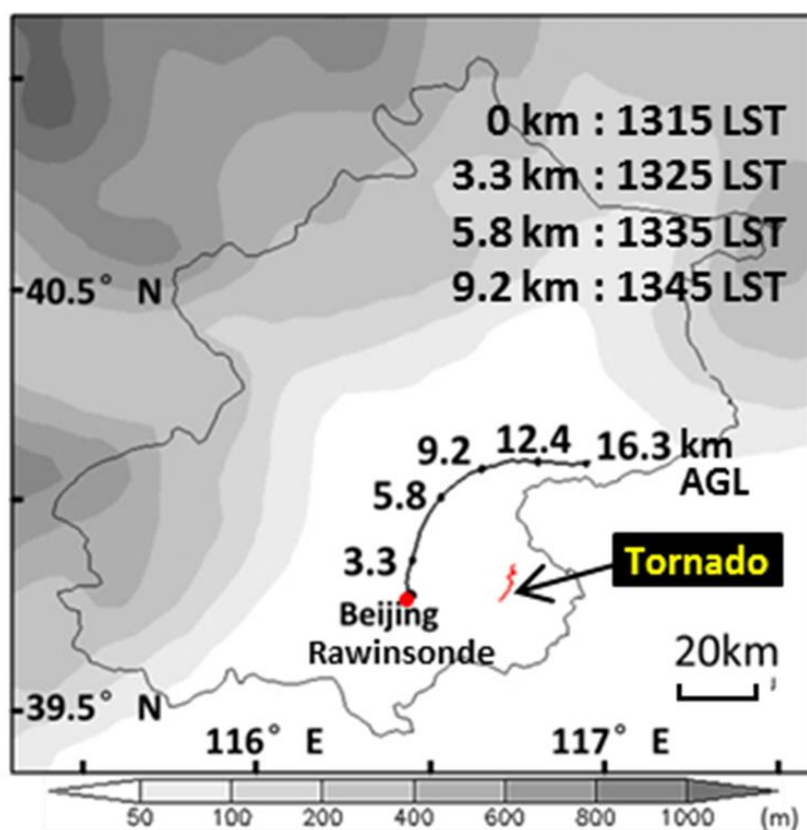 0 km : 1315 LST
3.3 km : 1325 LST
5.8 km : 1335 LST
9.2 km : 1345 LST
40.5° N
9.2 12.4 16.3 km
AGL
5.8
3.3
Tornado
Beijing
Rawinsonde
20km
39.5° N
116° E 117° E
50 100 200 400 600 800 1000 (m)